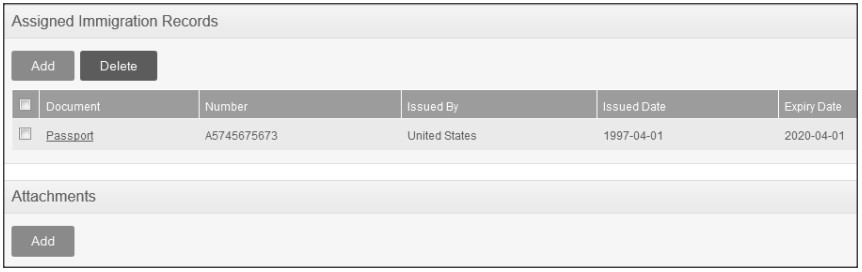 Assigned Immigration Records
Add Delete
Document Number Issued By Issued Date Expiry Date
Passport A5745675673 United States 1997-04-01 2020-04-01
Attachments
Add